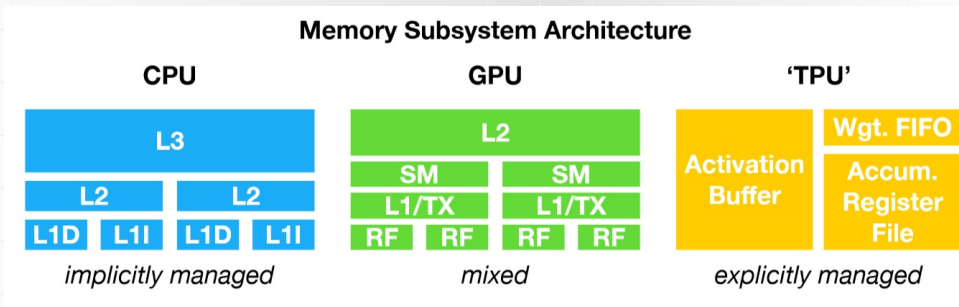 Memory Subsystem Architecture
CPU
L3
L2 L2
L1D L1I L1D L1I
implicitly managed
GPU
L2
SM SM
L1/TX L1/TX
RF RF RF RF
mixed
'TPU'
Activation
Buffer
Wgt. FIFO
Accum.
Register
File
explicitly managed